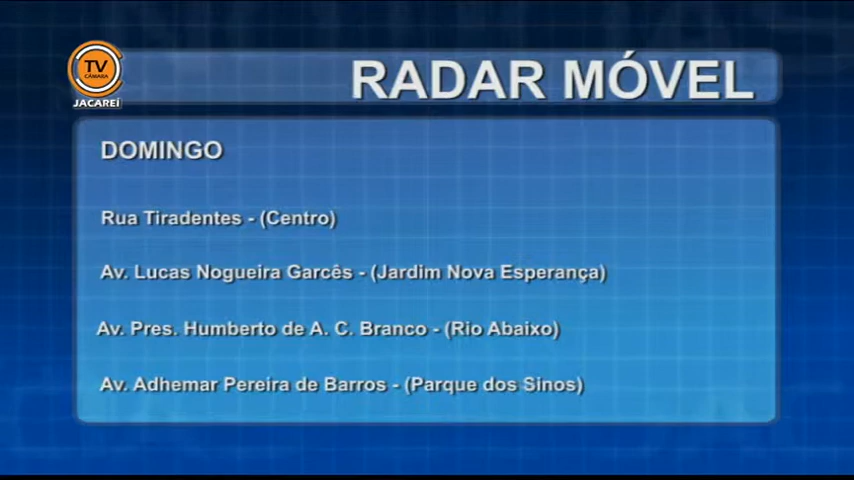 TV
CÂMARA
JACAREÍ
RADAR MÓVEL
DOMINGO
Rua Tiradentes - (Centro)
Av. Lucas Nogueira Garcês - (Jardim Nova Esperança)
Av. Pres. Humberto de A. C. Branco - (Rio Abaixo)
Av. Adhemar Pereira de Barros - (Parque dos Sinos)